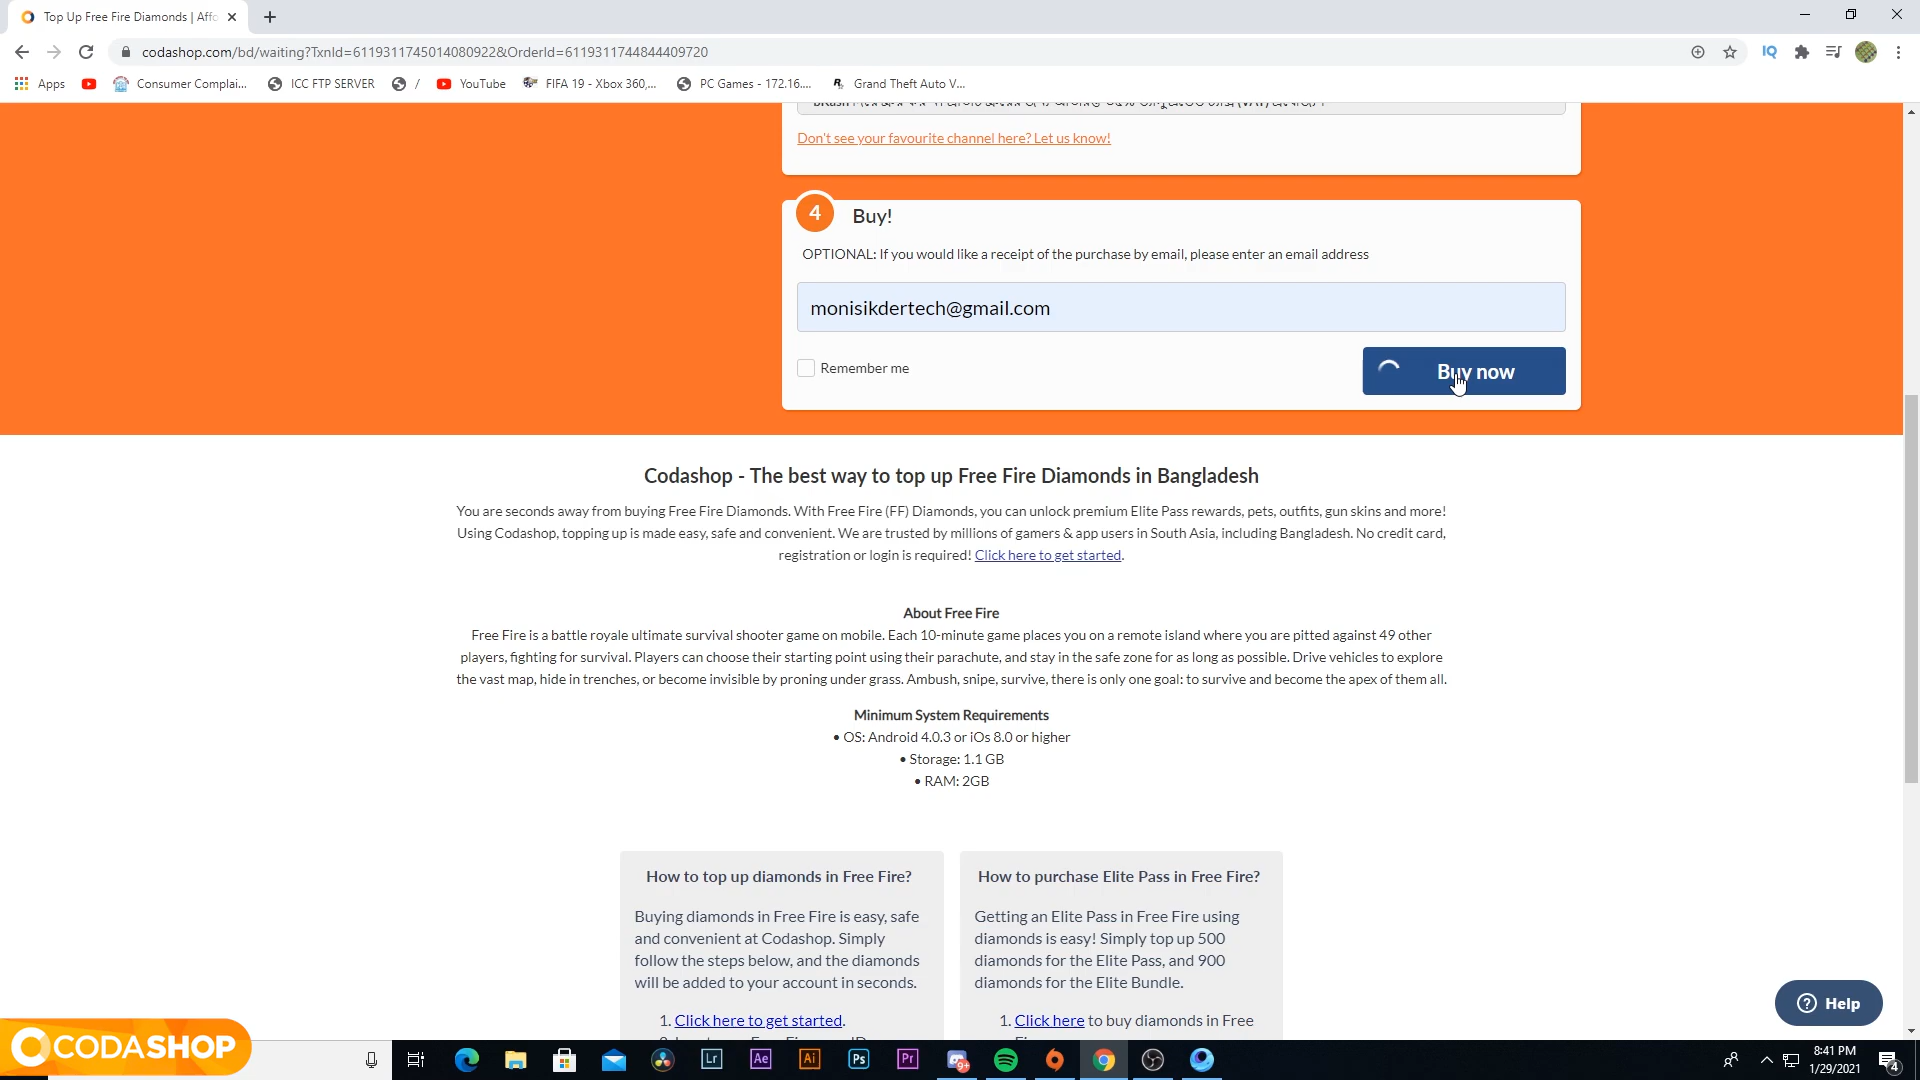 Top Up Free Fire Diamonds | Affo
codashop.com/bd/waiting?TxnId=6119311745014080922&OrderId=6119311744844409720
IQ
Apps
Consumer Complai...
ICC FTP SERVER
/
YouTube
FIFA 19 - Xbox 360,...
PC Games - 172.16....
Grand Theft Auto V...
Don't see your favourite channel here? Let us know!
4
Buy!
OPTIONAL: If you would like a receipt of the purchase by email, please enter an email address
monisikdertech@gmail.com
Remember me
Buy now
Codashop - The best way to top up Free Fire Diamonds in Bangladesh
You are seconds away from buying Free Fire Diamonds. With Free Fire (FF) Diamonds, you can unlock premium Elite Pass rewards, pets, outfits, gun skins and more!
Using Codashop, topping up is made easy, safe and convenient. We are trusted by millions of gamers & app users in South Asia, including Bangladesh. No credit card,
registration or login is required! Click here to get started.
About Free Fire
Free Fire is a battle royale ultimate survival shooter game on mobile. Each 10-minute game places you on a remote island where you are pitted against 49 other
players, fighting for survival. Players can choose their starting point using their parachute, and stay in the safe zone for as long as possible. Drive vehicles to explore
the vast map, hide in trenches, or become invisible by proning under grass. Ambush, snipe, survive, there is only one goal: to survive and become the apex of them all.
Minimum System Requirements
• OS: Android 4.0.3 or iOs 8.0 or higher
• Storage: 1.1 GB
• RAM: 2GB
How to top up diamonds in Free Fire?
Buying diamonds in Free Fire is easy, safe
and convenient at Codashop. Simply
follow the steps below, and the diamonds
will be added to your account in seconds.
1. Click here to get started.
How to purchase Elite Pass in Free Fire?
Getting an Elite Pass in Free Fire using
diamonds is easy! Simply top up 500
diamonds for the Elite Pass, and 900
diamonds for the Elite Bundle.
1. Click here to buy diamonds in Free
Help
CODASHOP
Lr
Ae
Ai
Ps
Pr
9+
8:41 PM
1/29/2021
4